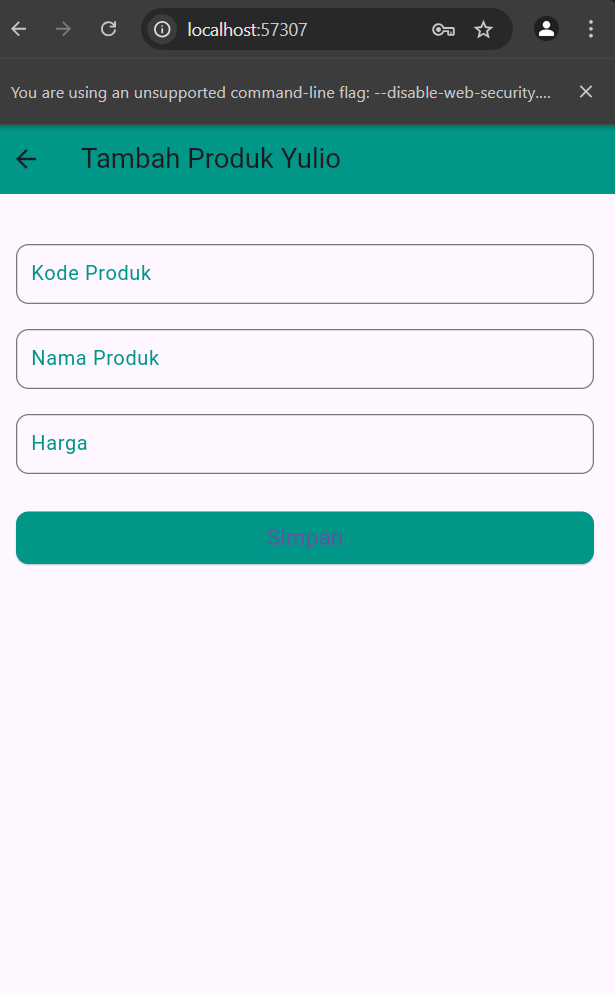 localhost:57307
You are using an unsupported command-line flag: --disable-web-security....
Tambah Produk Yulio
Kode Produk
Nama Produk
Harga
Simpan